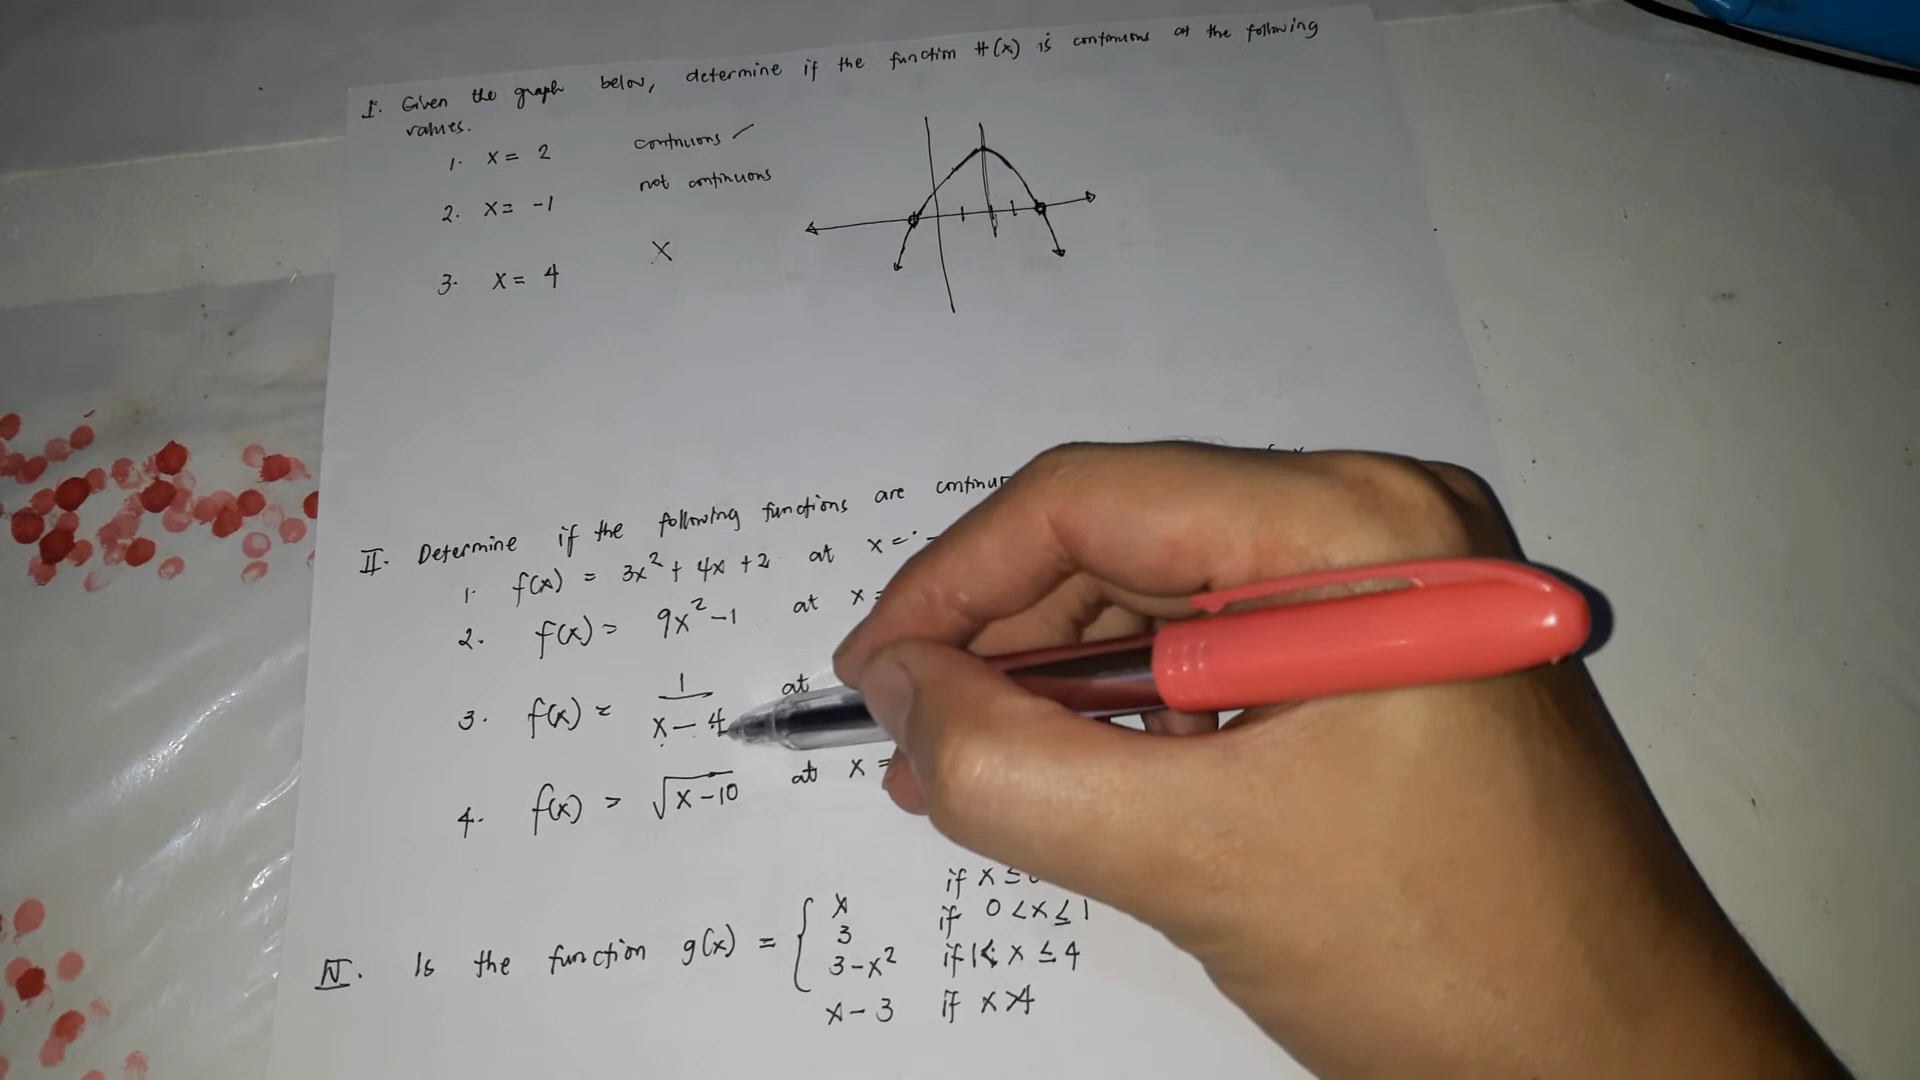 I. Given the graph below, determine if the function H(x) is continuous at the following
values.
1. x = 2 continuous ✓
2. x = -1 not continuous
3. x = 4 X
II. Determine if the following functions are
1. f(x) = 3x² + 4x + 2 at x =
2. f(x) = 9x² - 1 at x =
3. f(x) = 1/(x - 4) at
4. f(x) = √(x - 10) at x =
IV. Is the function g(x) = { x if x ≤
3 if 0 < x ≤ 1
3 - x² if 1 < x ≤ 4
x - 3 if x > 4